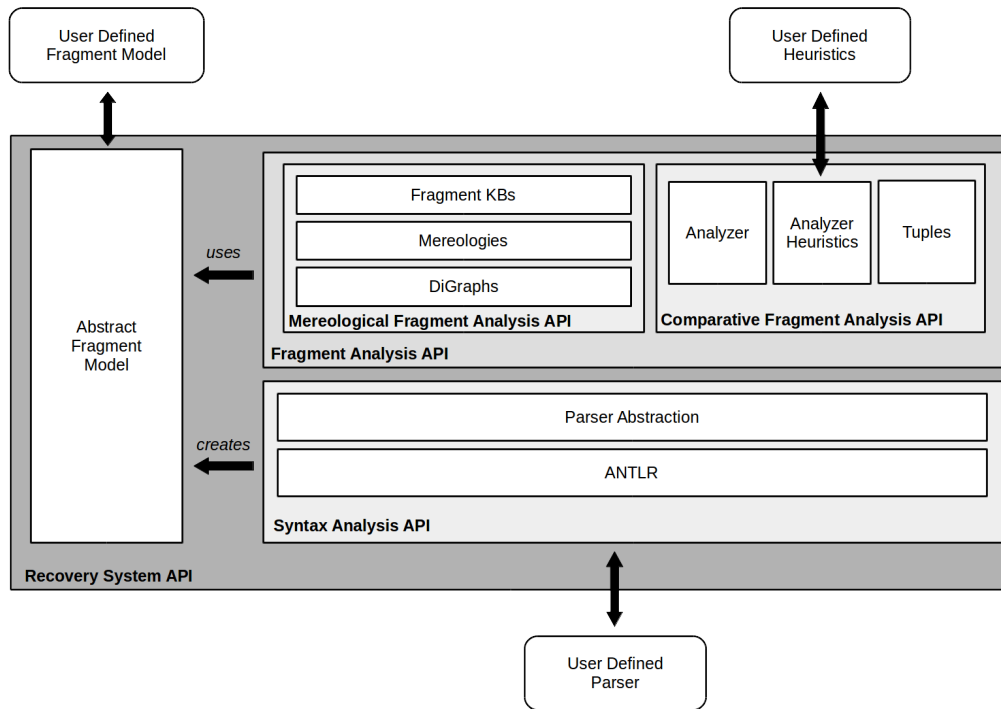 User Defined
Fragment Model
User Defined
Heuristics
Fragment KBs
Mereologies
DiGraphs
Mereological Fragment Analysis API
Analyzer
Analyzer
Heuristics
Tuples
Comparative Fragment Analysis API
Fragment Analysis API
uses
Abstract
Fragment
Model
creates
Parser Abstraction
ANTLR
Syntax Analysis API
Recovery System API
User Defined
Parser